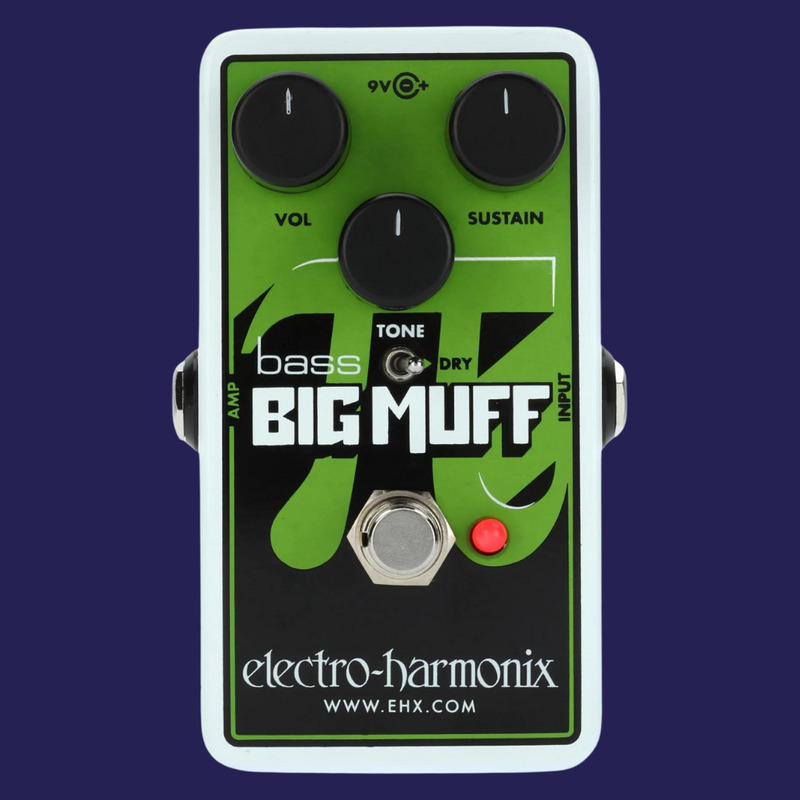 9V
VOL
SUSTAIN
TONE
bass
DRY
AMP
BIG MUFF
INPUT
π
electro-harmonix
WWW.EHX.COM